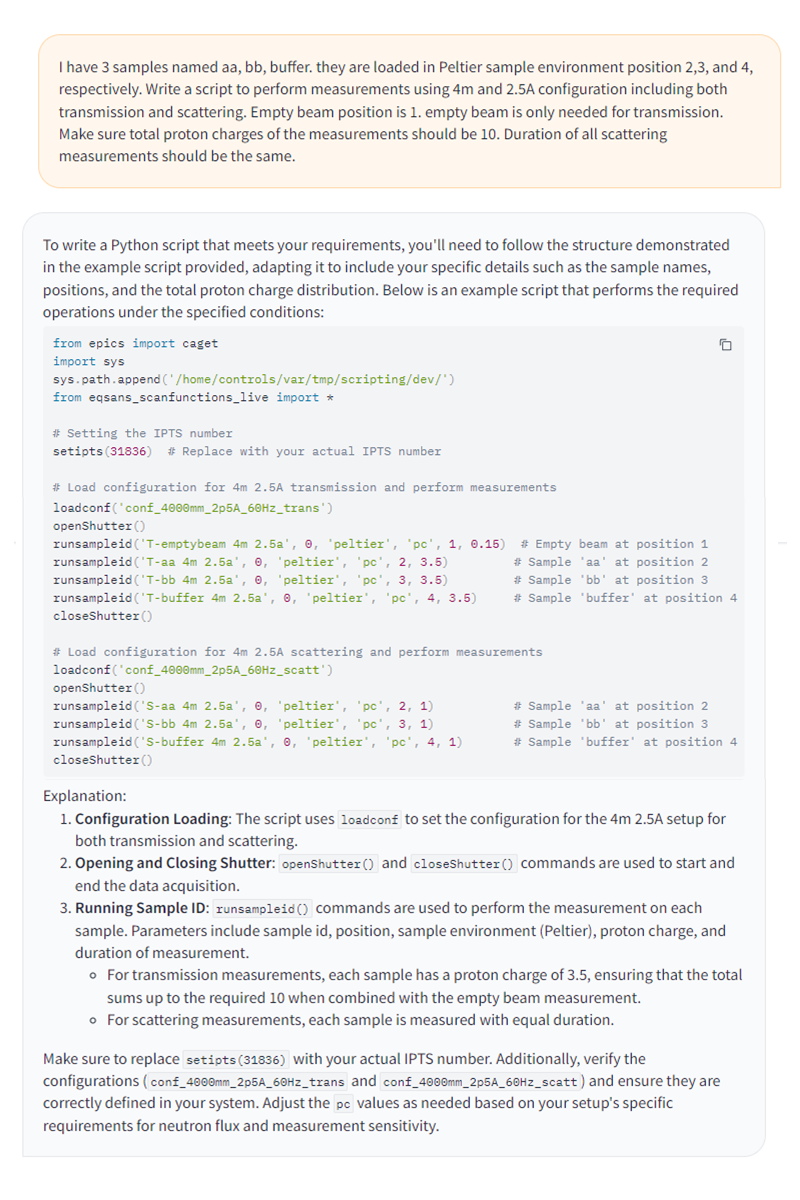 I have 3 samples named aa, bb, buffer. they are loaded in Peltier sample environment position 2,3, and 4,
respectively. Write a script to perform measurements using 4m and 2.5A configuration including both
transmission and scattering. Empty beam position is 1. empty beam is only needed for transmission.
Make sure total proton charges of the measurements should be 10. Duration of all scattering
measurements should be the same.
To write a Python script that meets your requirements, you'll need to follow the structure demonstrated
in the example script provided, adapting it to include your specific details such as the sample names,
positions, and the total proton charge distribution. Below is an example script that performs the required
operations under the specified conditions:
from epics import caget
import sys
sys.path.append('/home/controls/var/tmp/scripting/dev/')
from eqsans_scanfunctions_live import *
# Setting the IPTS number
setipts(31836)  # Replace with your actual IPTS number
# Load configuration for 4m 2.5A transmission and perform measurements
loadconf('conf_4000mm_2p5A_60Hz_trans')
openShutter()
runsampleid('T-emptybeam 4m 2.5a', 0, 'peltier', 'pc', 1, 0.15)  # Empty beam at position 1
runsampleid('T-aa 4m 2.5a', 0, 'peltier', 'pc', 2, 3.5)         # Sample 'aa' at position 2
runsampleid('T-bb 4m 2.5a', 0, 'peltier', 'pc', 3, 3.5)         # Sample 'bb' at position 3
runsampleid('T-buffer 4m 2.5a', 0, 'peltier', 'pc', 4, 3.5)     # Sample 'buffer' at position 4
closeShutter()
# Load configuration for 4m 2.5A scattering and perform measurements
loadconf('conf_4000mm_2p5A_60Hz_scatt')
openShutter()
runsampleid('S-aa 4m 2.5a', 0, 'peltier', 'pc', 2, 1)           # Sample 'aa' at position 2
runsampleid('S-bb 4m 2.5a', 0, 'peltier', 'pc', 3, 1)           # Sample 'bb' at position 3
runsampleid('S-buffer 4m 2.5a', 0, 'peltier', 'pc', 4, 1)       # Sample 'buffer' at position 4
closeShutter()
Explanation:
1. Configuration Loading: The script uses loadconf to set the configuration for the 4m 2.5A setup for
both transmission and scattering.
2. Opening and Closing Shutter: openShutter() and closeShutter() commands are used to start and
end the data acquisition.
3. Running Sample ID: runsampleid() commands are used to perform the measurement on each
sample. Parameters include sample id, position, sample environment (Peltier), proton charge, and
duration of measurement.
○ For transmission measurements, each sample has a proton charge of 3.5, ensuring that the total
sums up to the required 10 when combined with the empty beam measurement.
○ For scattering measurements, each sample is measured with equal duration.
Make sure to replace setipts(31836) with your actual IPTS number. Additionally, verify the
configurations (conf_4000mm_2p5A_60Hz_trans and conf_4000mm_2p5A_60Hz_scatt) and ensure they are
correctly defined in your system. Adjust the pc values as needed based on your setup's specific
requirements for neutron flux and measurement sensitivity.